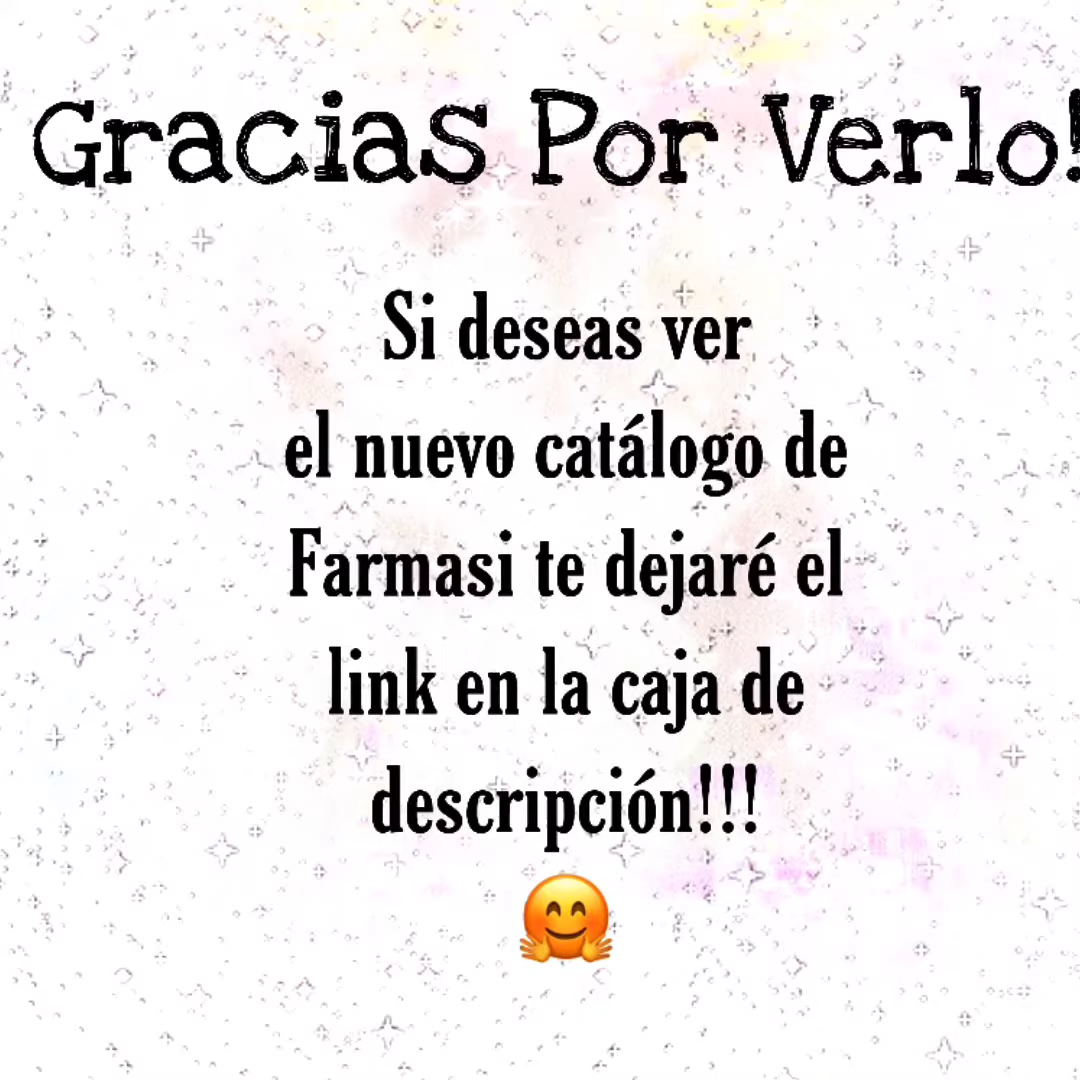 Gracias Por Verlo!
Si deseas ver
el nuevo catálogo de
Farmasi te dejaré el
link en la caja de
descripción!!!
🤗